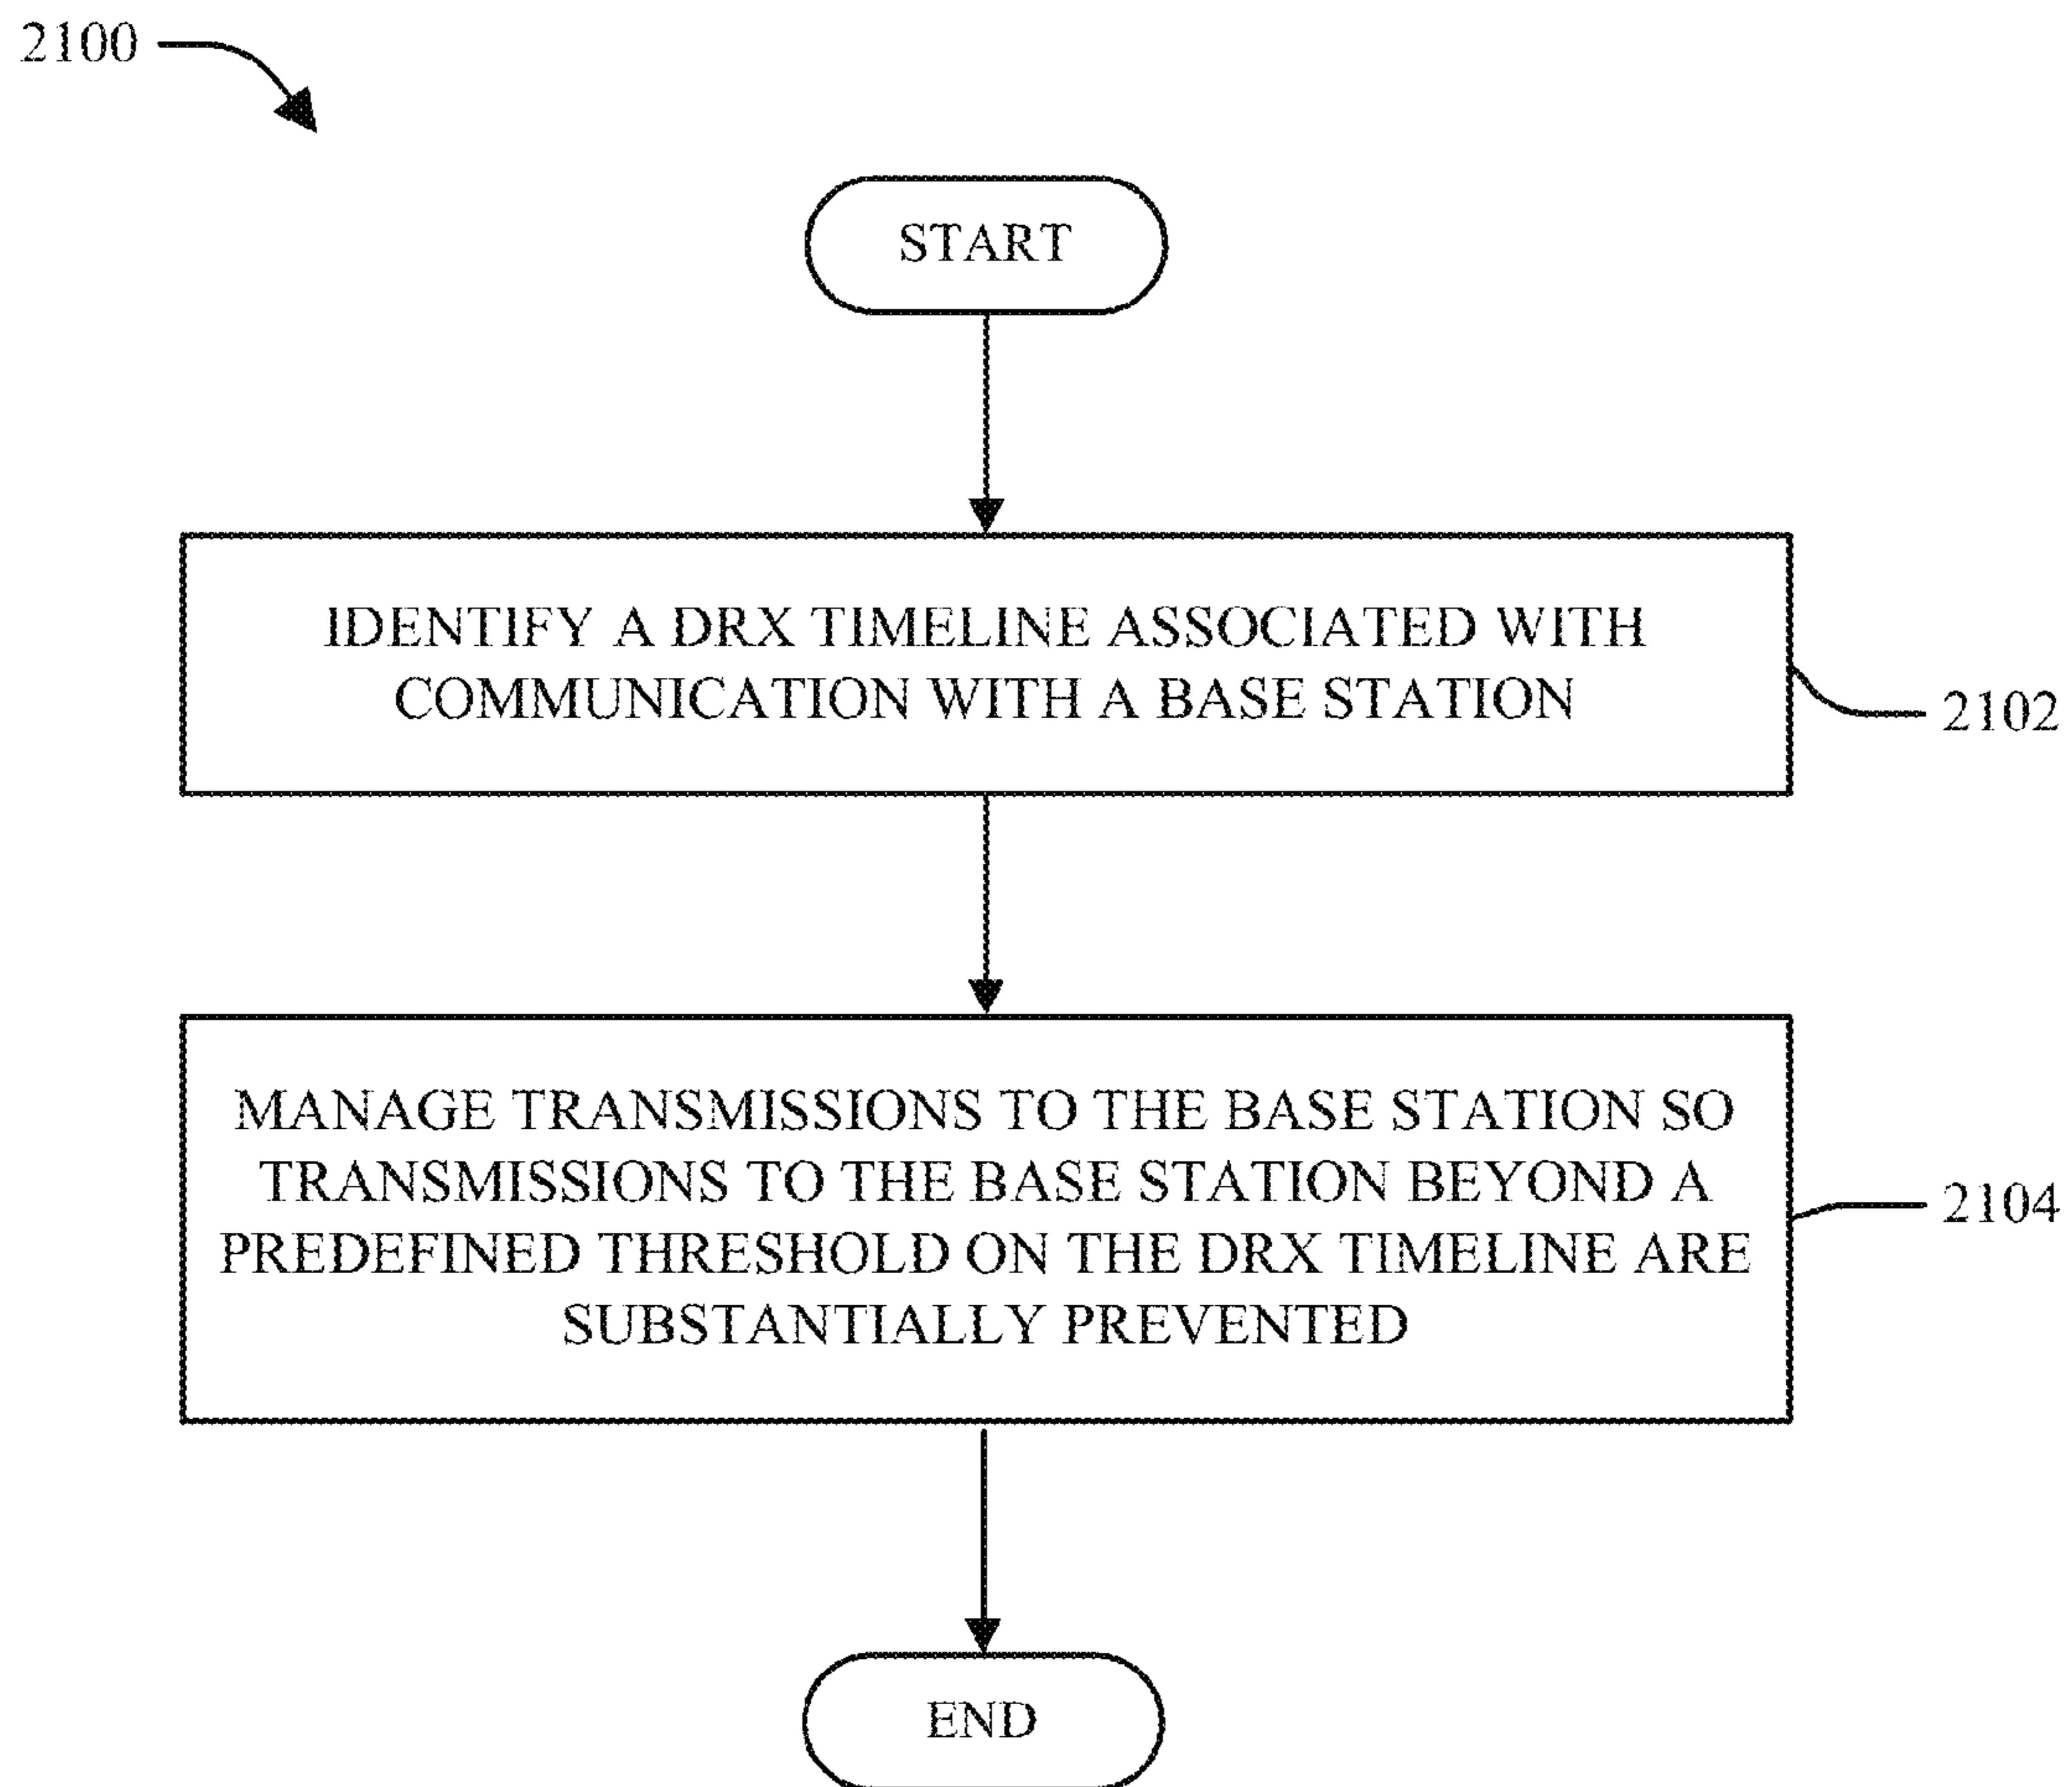 2100
START
IDENTIFY A DRX TIMELINE ASSOCIATED WITH
COMMUNICATION WITH A BASE STATION
2102
MANAGE TRANSMISSIONS TO THE BASE STATION SO
TRANSMISSIONS TO THE BASE STATION BEYOND A
PREDEFINED THRESHOLD ON THE DRX TIMELINE ARE
SUBSTANTIALLY PREVENTED
2104
END